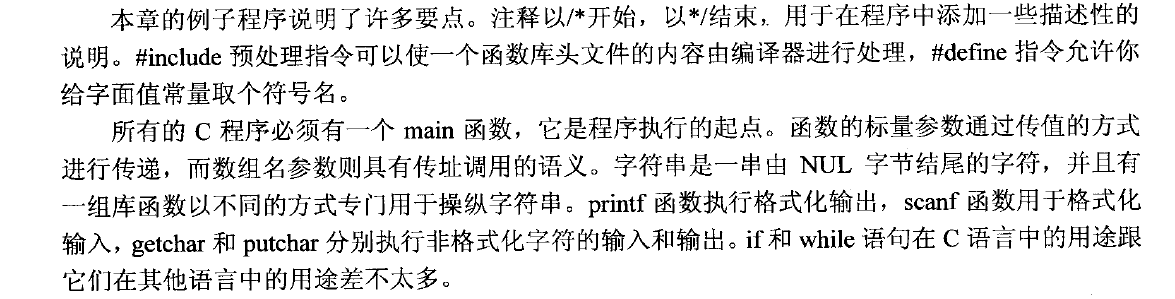 本章的例子程序说明了许多要点。注释以/*开始，以*/结束，用于在程序中添加一些描述性的
说明。#include 预处理指令可以使一个函数库头文件的内容由编译器进行处理，#define 指令允许你
给字面值常量取个符号名。
所有的 C 程序必须有一个 main 函数，它是程序执行的起点。函数的标量参数通过传值的方式
进行传递，而数组名参数则具有传址调用的语义。字符串是一串由 NUL 字节结尾的字符，并且有
一组库函数以不同的方式专门用于操纵字符串。printf 函数执行格式化输出，scanf 函数用于格式化
输入，getchar 和 putchar 分别执行非格式化字符的输入和输出。if 和 while 语句在 C 语言中的用途跟
它们在其他语言中的用途差不太多。